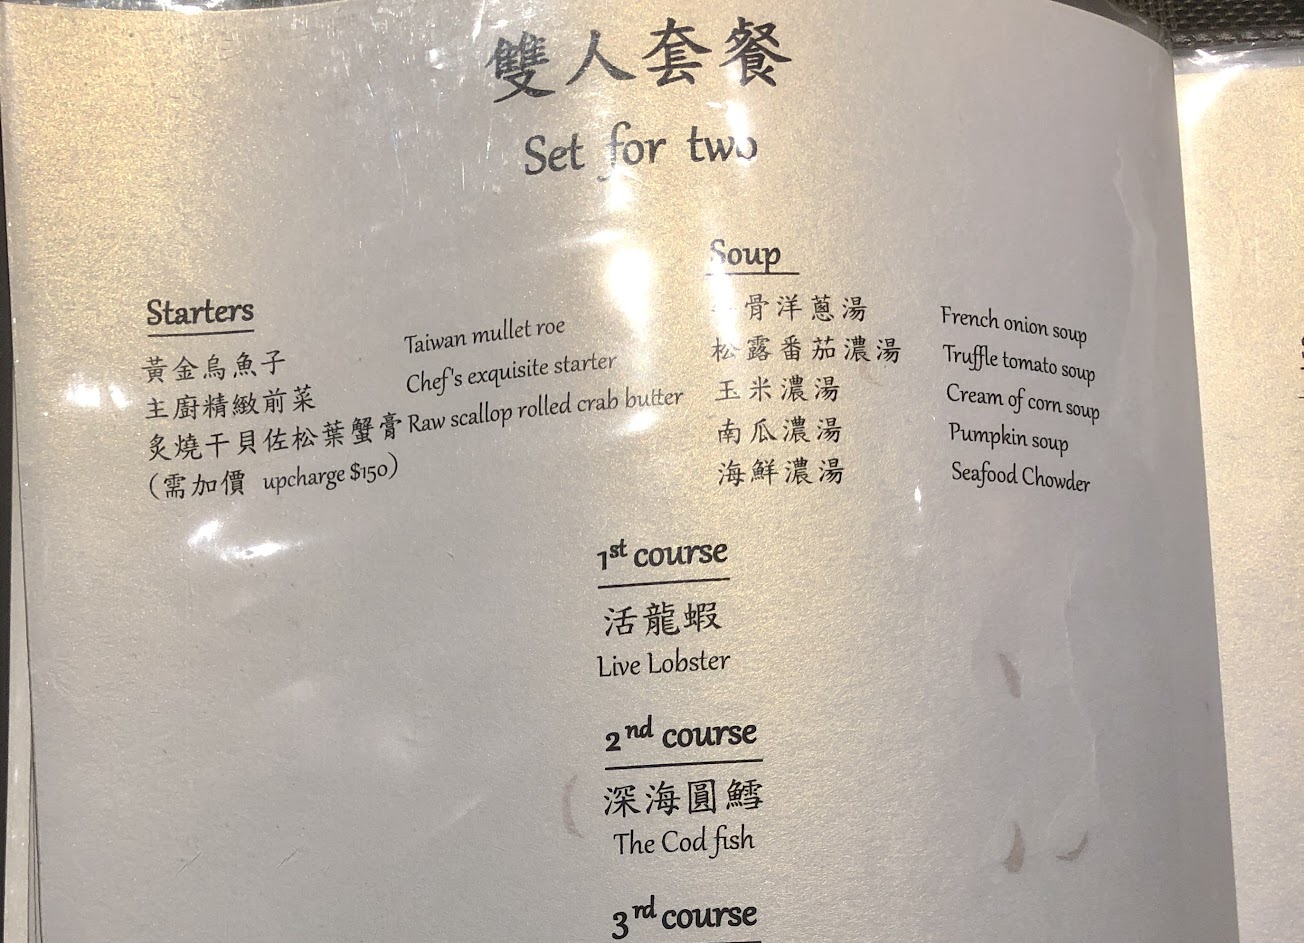 雙人套餐
Set for two
Starters
黃金烏魚子 Taiwan mullet roe
主廚精緻前菜 Chef's exquisite starter
炙燒干貝佐松葉蟹膏 Raw scallop rolled crab butter
(需加價 upcharge $150)
Soup
骨洋蔥湯 French onion soup
松露番茄濃湯 Truffle tomato soup
玉米濃湯 Cream of corn soup
南瓜濃湯 Pumpkin soup
海鮮濃湯 Seafood Chowder
1st course
活龍蝦
Live Lobster
2nd course
深海圓鱈
The Cod fish
3rd course